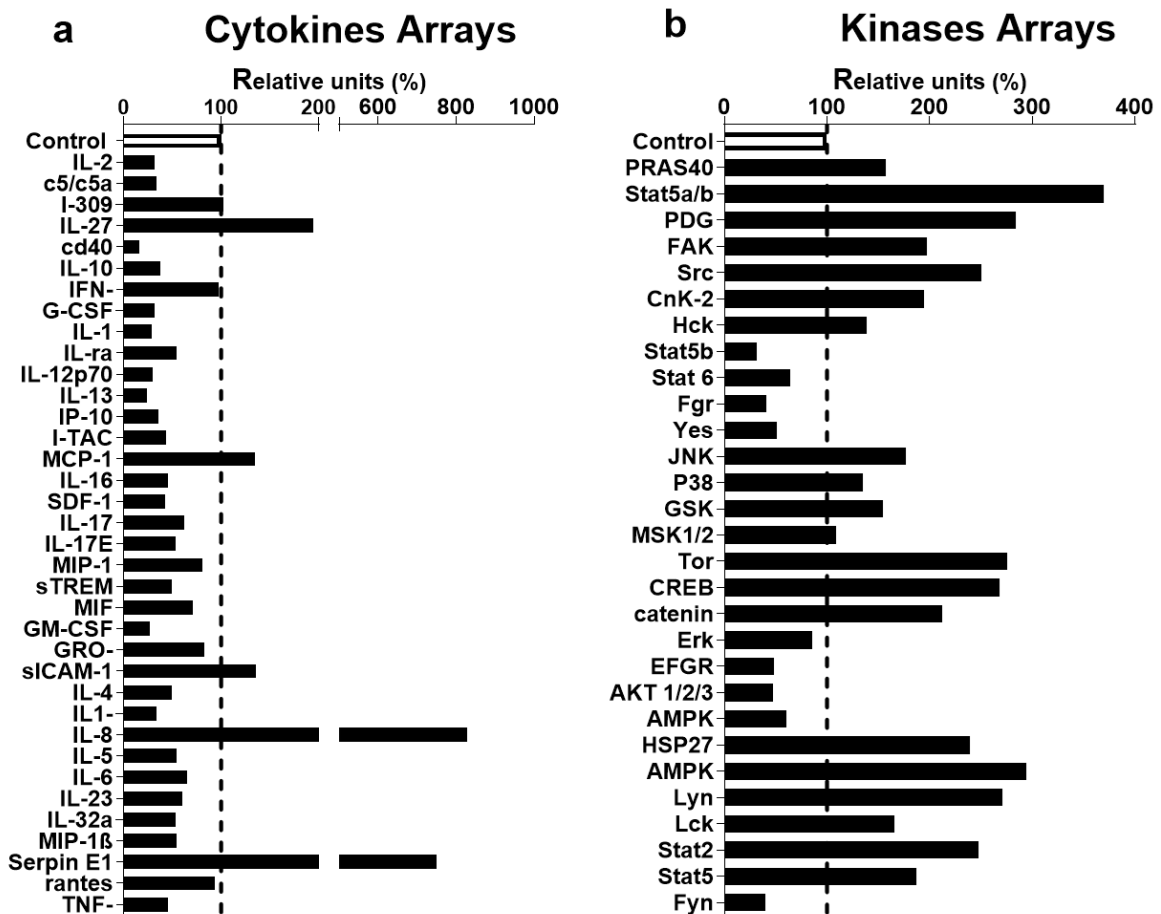 a
Cytokines Arrays
Relative units (%)
0 100 200 600 800 1000
Control
IL-2
c5/c5a
I-309
IL-27
cd40
IL-10
IFN-
G-CSF
IL-1
IL-ra
IL-12p70
IL-13
IP-10
I-TAC
MCP-1
IL-16
SDF-1
IL-17
IL-17E
MIP-1
sTREM
MIF
GM-CSF
GRO-
sICAM-1
IL-4
IL1-
IL-8
IL-5
IL-6
IL-23
IL-32a
MIP-1ß
Serpin E1
rantes
TNF-
b
Kinases Arrays
Relative units (%)
0 100 200 300 400
Control
PRAS40
Stat5a/b
PDG
FAK
Src
CnK-2
Hck
Stat5b
Stat 6
Fgr
Yes
JNK
P38
GSK
MSK1/2
Tor
CREB
catenin
Erk
EFGR
AKT 1/2/3
AMPK
HSP27
AMPK
Lyn
Lck
Stat2
Stat5
Fyn